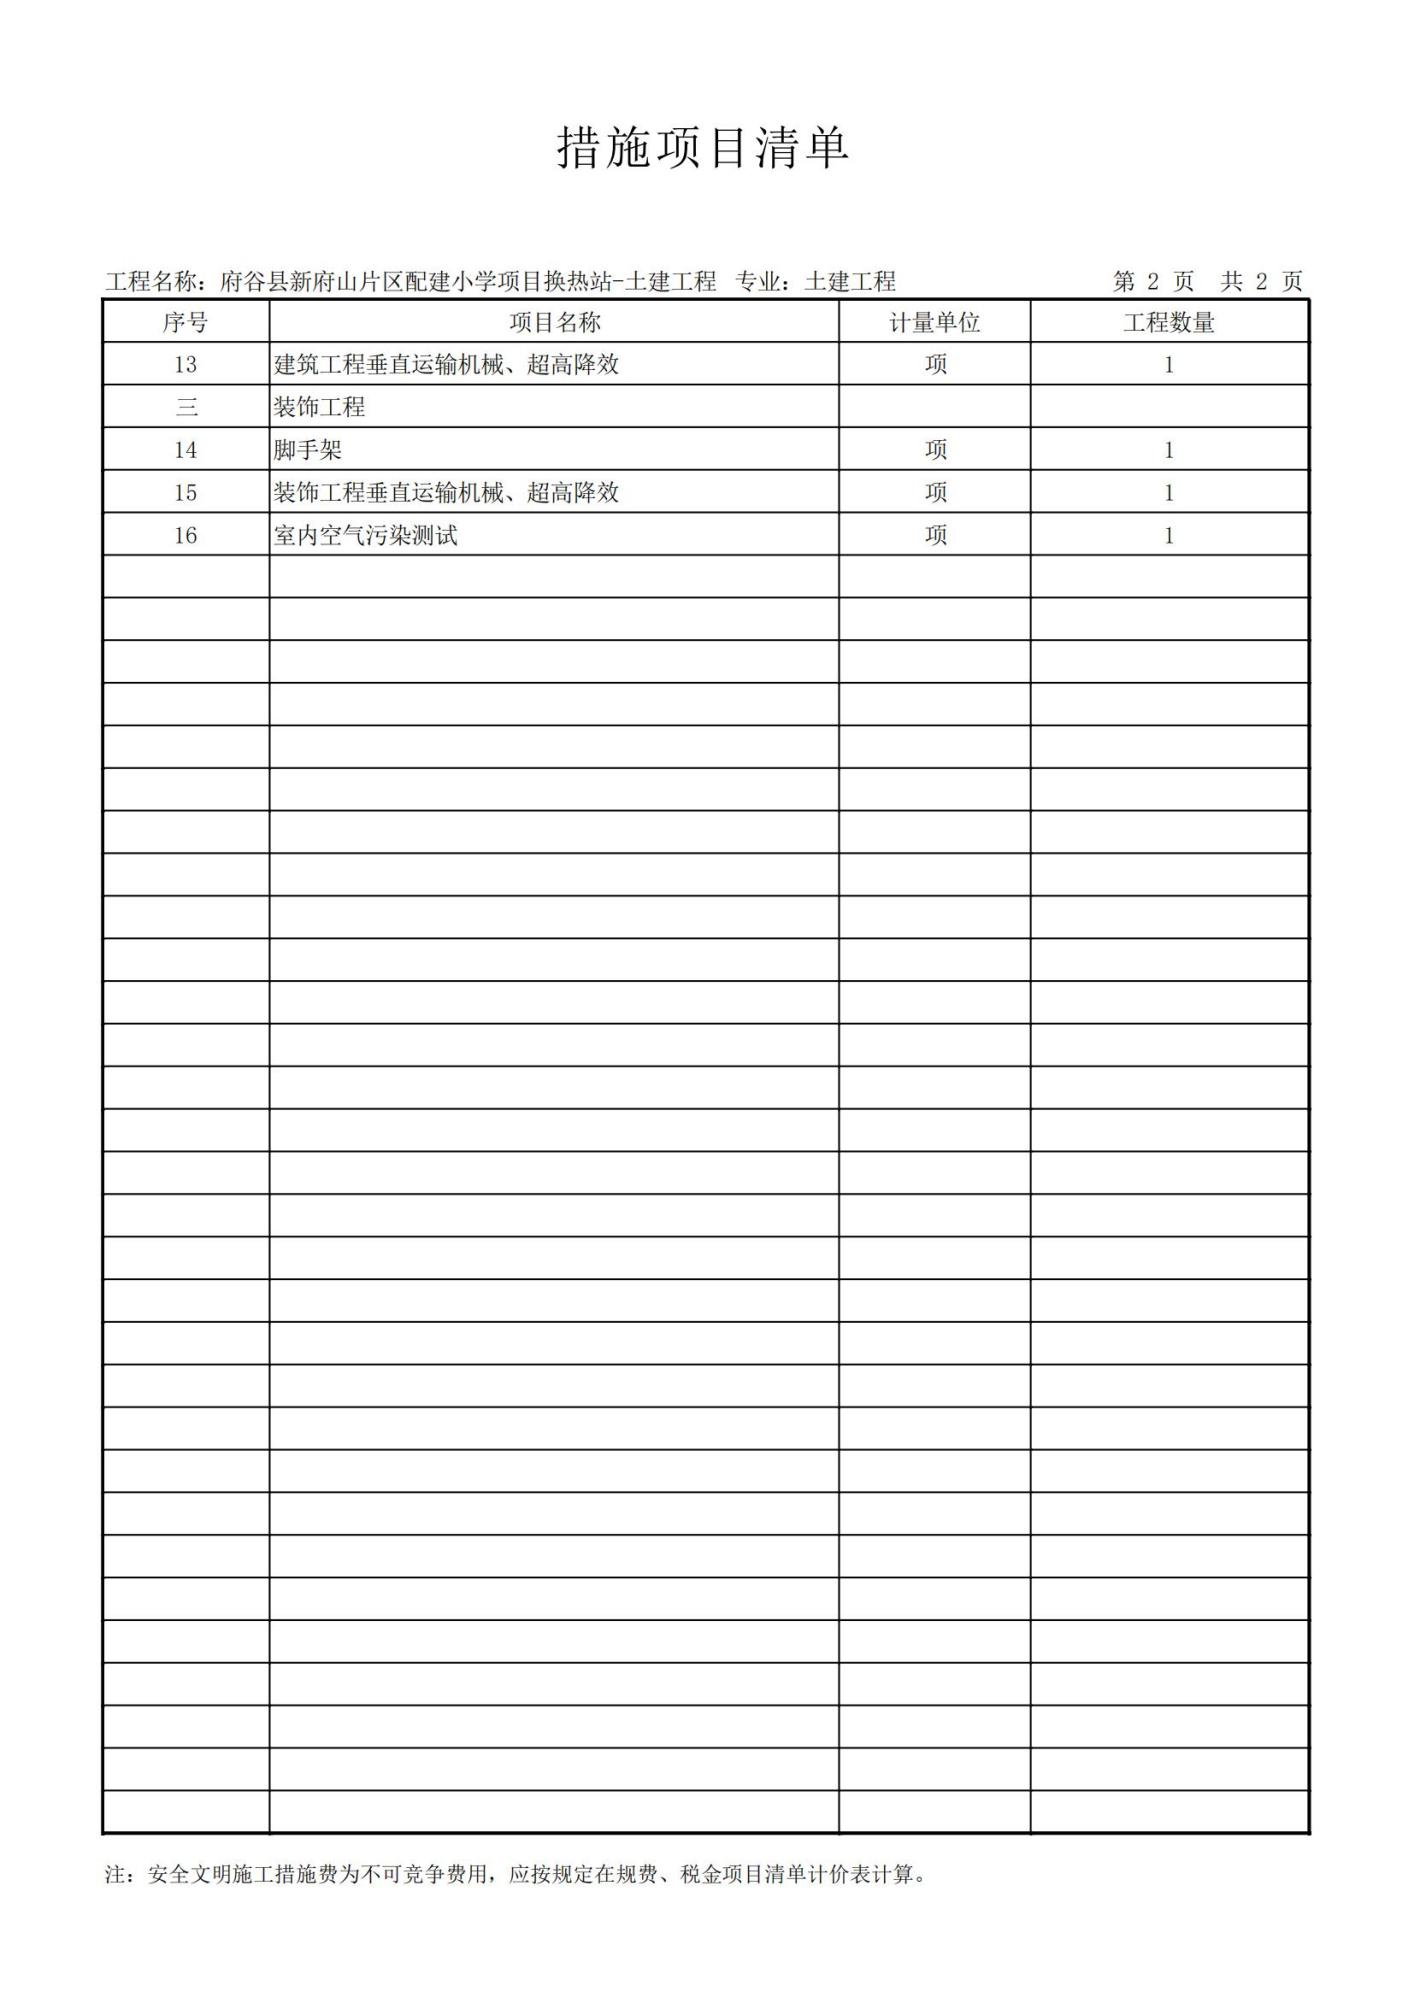 措施项目清单
工程名称：府谷县新府山片区配建小学项目换热站-土建工程 专业：土建工程 第 2 页 共 2 页
序号 项目名称 计量单位 工程数量
13 建筑工程垂直运输机械、超高降效 项 1
三 装饰工程
14 脚手架 项 1
15 装饰工程垂直运输机械、超高降效 项 1
16 室内空气污染测试 项 1
注：安全文明施工措施费为不可竞争费用，应按规定在规费、税金项目清单计价表计算。